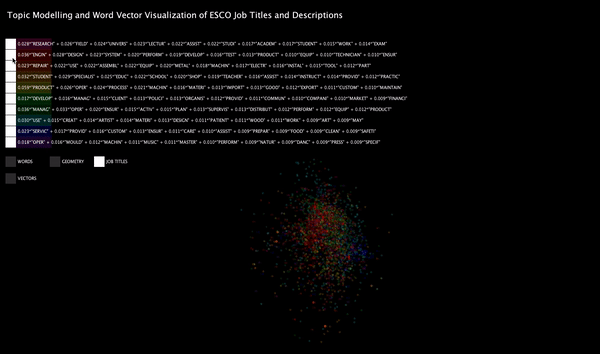 Topic Modelling and Word Vector Visualization of ESCO Job Titles and Descriptions
0.028*"RESEARCH" + 0.026*"FIELD" + 0.024*"UNIVERS" + 0.023*"LECTUR" + 0.022*"ASSIST" + 0.022*"STUDI" + 0.017*"ACADEM" + 0.017*"STUDENT" + 0.015*"WORK" + 0.014*"EXAM"
0.036*"ENGIN" + 0.028*"DESIGN" + 0.023*"SYSTEM" + 0.020*"PERFORM" + 0.019*"DEVELOP" + 0.016*"TEST" + 0.013*"PRODUCT" + 0.010*"EQUIP" + 0.010*"TECHNICIAN" + 0.010*"ENSUR"
0.023*"REPAIR" + 0.022*"USE" + 0.022*"ASSEMBL" + 0.022*"EQUIP" + 0.020*"METAL" + 0.018*"MACHIN" + 0.017*"ELECTR" + 0.016*"INSTAL" + 0.015*"TOOL" + 0.012*"PART"
0.032*"STUDENT" + 0.029*"SPECIALIS" + 0.025*"EDUC" + 0.022*"SCHOOL" + 0.020*"SHOP" + 0.019*"TEACHER" + 0.016*"ASSIST" + 0.014*"INSTRUCT" + 0.014*"PROVID" + 0.012*"PRACTIC"
0.059*"PRODUCT" + 0.026*"OPER" + 0.024*"PROCESS" + 0.021*"MACHIN" + 0.016*"MATERI" + 0.013*"IMPORT" + 0.013*"GOOD" + 0.012*"EXPORT" + 0.011*"CUSTOM" + 0.010*"MAINTAIN"
0.017*"DEVELOP" + 0.016*"MANAG" + 0.015*"CLIENT" + 0.013*"POLICI" + 0.013*"ORGANIS" + 0.012*"PROVID" + 0.011*"COMMUN" + 0.010*"COMPAN" + 0.010*"MARKET" + 0.009*"FINANCI"
0.036*"MANAG" + 0.033*"OPER" + 0.020*"ENSUR" + 0.015*"ACTIV" + 0.015*"PLAN" + 0.013*"SUPERVIS" + 0.013*"DISTRIBUT" + 0.012*"PERFORM" + 0.012*"EQUIP" + 0.012*"PRODUCT"
0.030*"USE" + 0.015*"CREAT" + 0.014*"ARTIST" + 0.014*"MATERI" + 0.013*"DESIGN" + 0.011*"PATIENT" + 0.011*"WOOD" + 0.011*"WORK" + 0.009*"ART" + 0.009*"MAY"
0.023*"SERVIC" + 0.017*"PROVID" + 0.016*"CUSTOM" + 0.013*"ENSUR" + 0.011*"CARE" + 0.010*"ASSIST" + 0.009*"PREPAR" + 0.009*"FOOD" + 0.009*"CLEAN" + 0.009*"SAFETI"
0.018*"OPER" + 0.016*"MOULD" + 0.012*"MACHIN" + 0.011*"MUSIC" + 0.011*"MASTER" + 0.010*"PERFORM" + 0.009*"NATUR" + 0.009*"DANC" + 0.009*"PRESS" + 0.009*"SPECIF"
WORDS GEOMETRY JOB TITLES
VECTORS